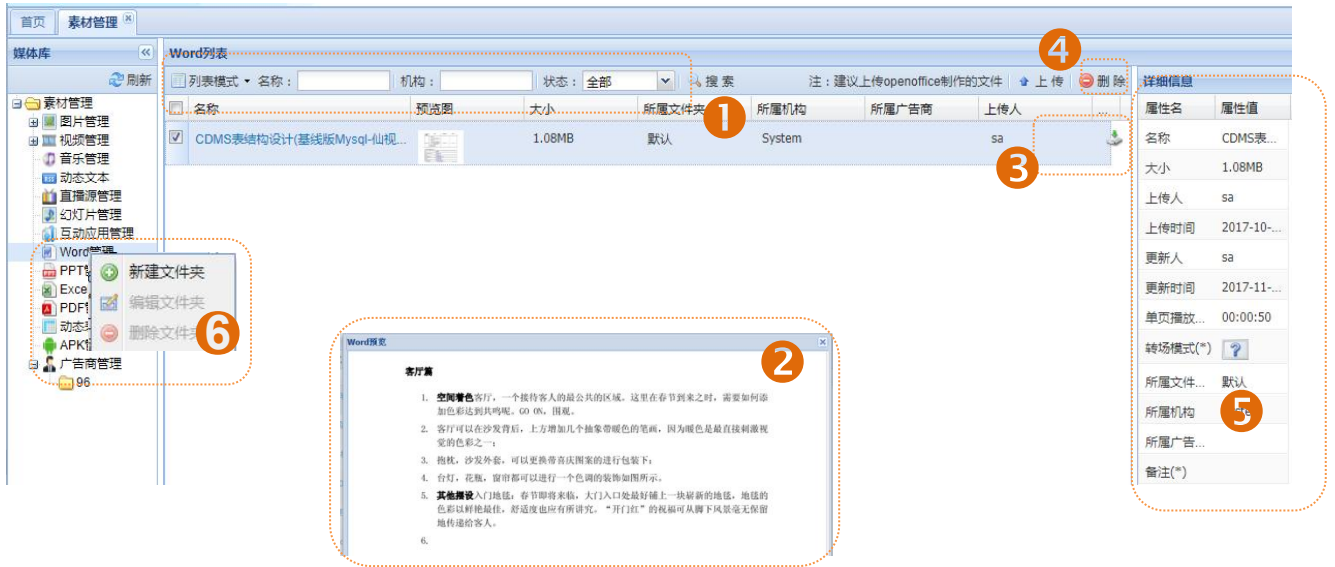 首页 素材管理
媒体库
刷新
素材管理
图片管理
视频管理
音乐管理
动态文本
直播源管理
幻灯片管理
互动应用管理
Word管理
PPT
Exce
PDF
动态
APK
广告商管理
96
新建文件夹
编辑文件夹
删除文件夹
6
Word列表
列表模式 名称： 机构： 状态： 全部 搜索 注：建议上传openoffice制作的文件 上传 删除
4
名称 预览图 大小 所属文件夹 所属机构 所属广告商 上传人 ...
1
CDMS表结构设计(基线版Mysql-仙视... 1.08MB 默认 System sa
3
Word预览
2
客厅篇
1. 空间着色客厅，一个接待客人的最公共的区域。这里在春节到来之时，需要如何添
加色彩达到共鸣呢。GO ON，围观。
2. 客厅可以在沙发背后，上方增加几个抽象带暖色的笔画，因为暖色是最直接刺激视
觉的色彩之一；
3. 抱枕，沙发外套，可以更换带喜庆图案的进行包装下；
4. 台灯，花瓶，窗帘都可以进行一个色调的装饰如图所示。
5. 其他摆设入门地毯：春节即将来临，大门入口处最好铺上一块崭新的地毯，地毯的
色彩以鲜艳最佳，舒适度也应有所讲究。“开门红”的祝福可从脚下风景毫无保留
地传递给客人。
6.
详细信息
属性名 属性值
名称 CDMS表...
大小 1.08MB
上传人 sa
上传时间 2017-10-...
更新人 sa
更新时间 2017-11-...
单页播放... 00:00:50
转场模式(*) ?
所属文件... 默认
所属机构
5
所属广告...
备注(*)